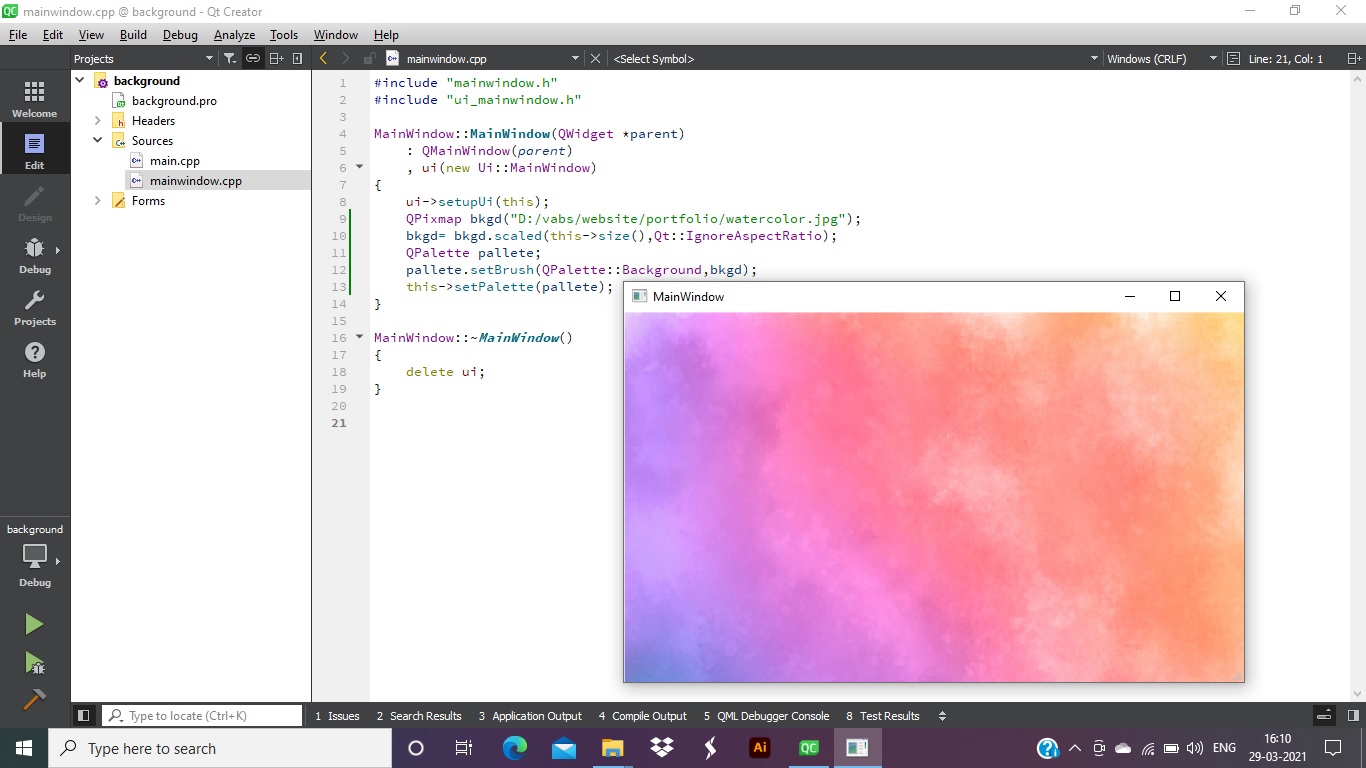 QC mainwindow.cpp @ background - Qt Creator
File Edit View Build Debug Analyze Tools Window Help
Projects mainwindow.cpp <Select Symbol> Windows (CRLF) Line: 21, Col: 1
background
background.pro
Headers
Sources
main.cpp
mainwindow.cpp
Forms
Welcome
Edit
Design
Debug
Projects
Help
background
Debug
1 #include "mainwindow.h"
2 #include "ui_mainwindow.h"
3
4 MainWindow::MainWindow(QWidget *parent)
5 : QMainWindow(parent)
6 , ui(new Ui::MainWindow)
7 {
8 ui->setupUi(this);
9 QPixmap bkgd("D:/vabs/website/portfolio/watercolor.jpg");
10 bkgd= bkgd.scaled(this->size(),Qt::IgnoreAspectRatio);
11 QPalette pallete;
12 pallete.setBrush(QPalette::Background,bkgd);
13 this->setPalette(pallete);
14 }
15
16 MainWindow::~MainWindow()
17 {
18 delete ui;
19 }
20
21
MainWindow
Type to locate (Ctrl+K) 1 Issues 2 Search Results 3 Application Output 4 Compile Output 5 QML Debugger Console 8 Test Results
Type here to search Ai QC ENG 16:10
29-03-2021